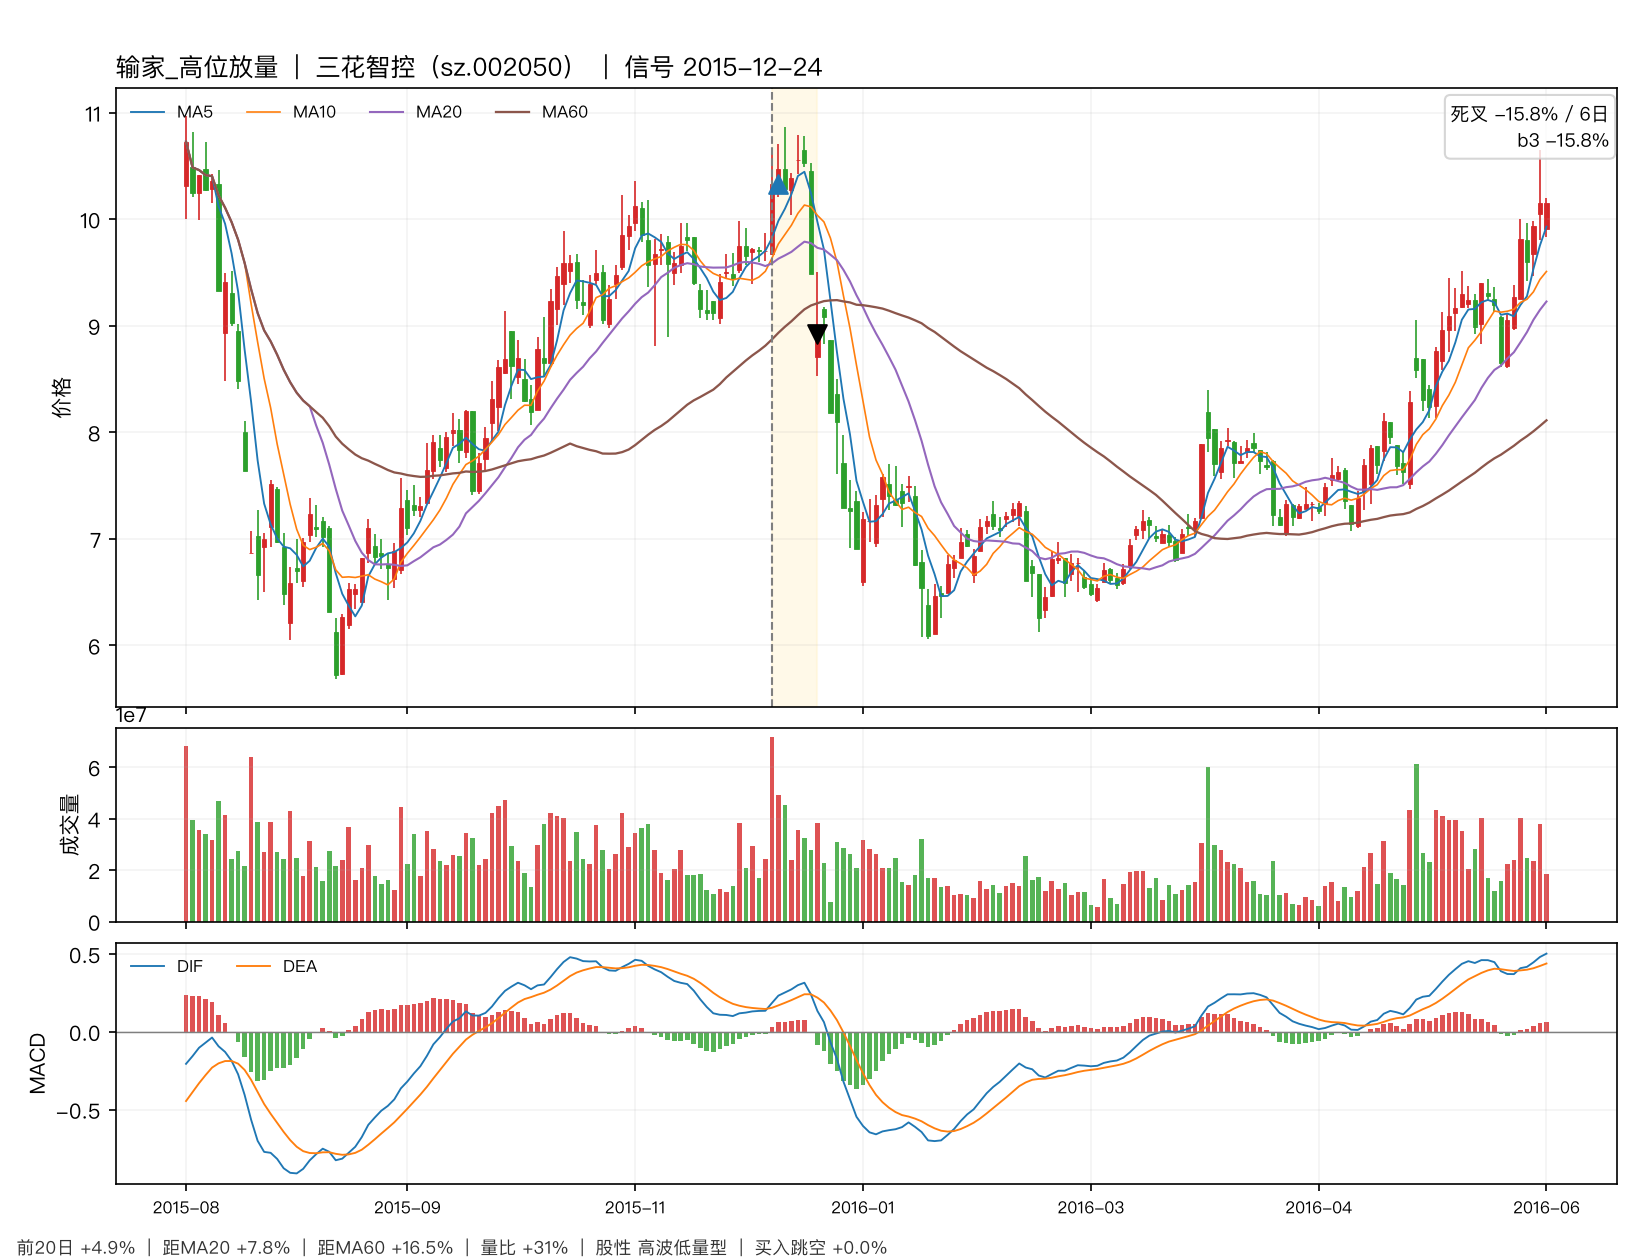 输家_高位放量 ｜ 三花智控（sz.002050） ｜ 信号 2015-12-24
MA5 MA10 MA20 MA60
死叉 -15.8% / 6日
b3 -15.8%
11
10
9
8
7
6
价格
1e7
6
4
2
0
成交量
DIF DEA
0.5
0.0
-0.5
MACD
2015-08 2015-09 2015-11 2016-01 2016-03 2016-04 2016-06
前20日 +4.9% ｜ 距MA20 +7.8% ｜ 距MA60 +16.5% ｜ 量比 +31% ｜ 股性 高波低量型 ｜ 买入跳空 +0.0%